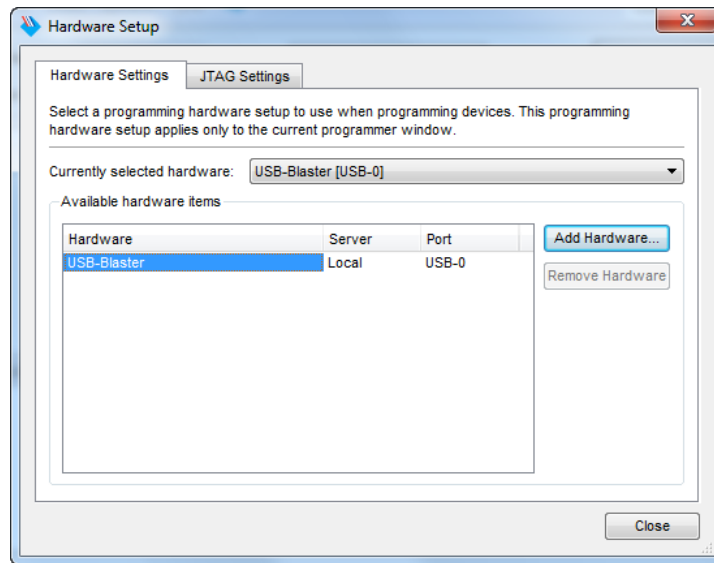 Hardware Setup
Hardware Settings
JTAG Settings
Select a programming hardware setup to use when programming devices. This programming
hardware setup applies only to the current programmer window.
Currently selected hardware:
USB-Blaster [USB-0]
Available hardware items
Hardware Server Port
USB-Blaster Local USB-0
Add Hardware...
Remove Hardware
Close